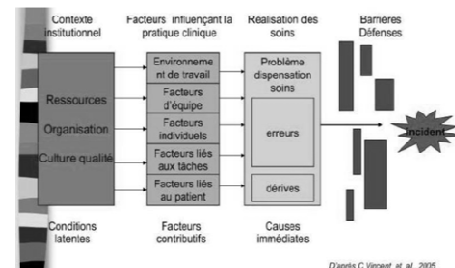 Contexte
institutionnel
Facteurs influençant la
pratique clinique
Réalisation des
soins
Barrières
Défenses
Ressources
Organisation
Culture qualité
Environneme
nt de travail
Facteurs
d'équipe
Facteurs
individuels
Facteurs liés
aux tâches
Facteurs liés
au patient
Problème
dispensation
soins
erreurs
dérives
Incident
Conditions
latentes
Facteurs
contributifs
Causes
immédiates
D'après C Vincent et al 2005